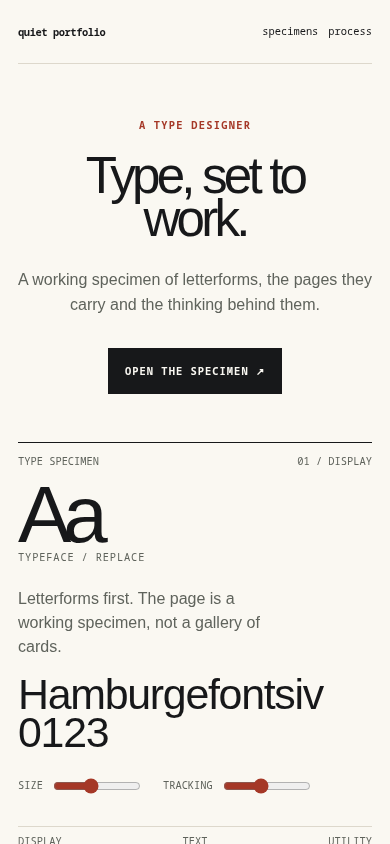 quiet portfolio
specimens process
A TYPE DESIGNER
Type, set to
work.
A working specimen of letterforms, the pages they
carry and the thinking behind them.
OPEN THE SPECIMEN ↗
TYPE SPECIMEN
01 / DISPLAY
Aa
TYPEFACE / REPLACE
Letterforms first. The page is a
working specimen, not a gallery of
cards.
Hamburgefontsiv
0123
SIZE
TRACKING
DISPLAY
TEXT
UTILITY